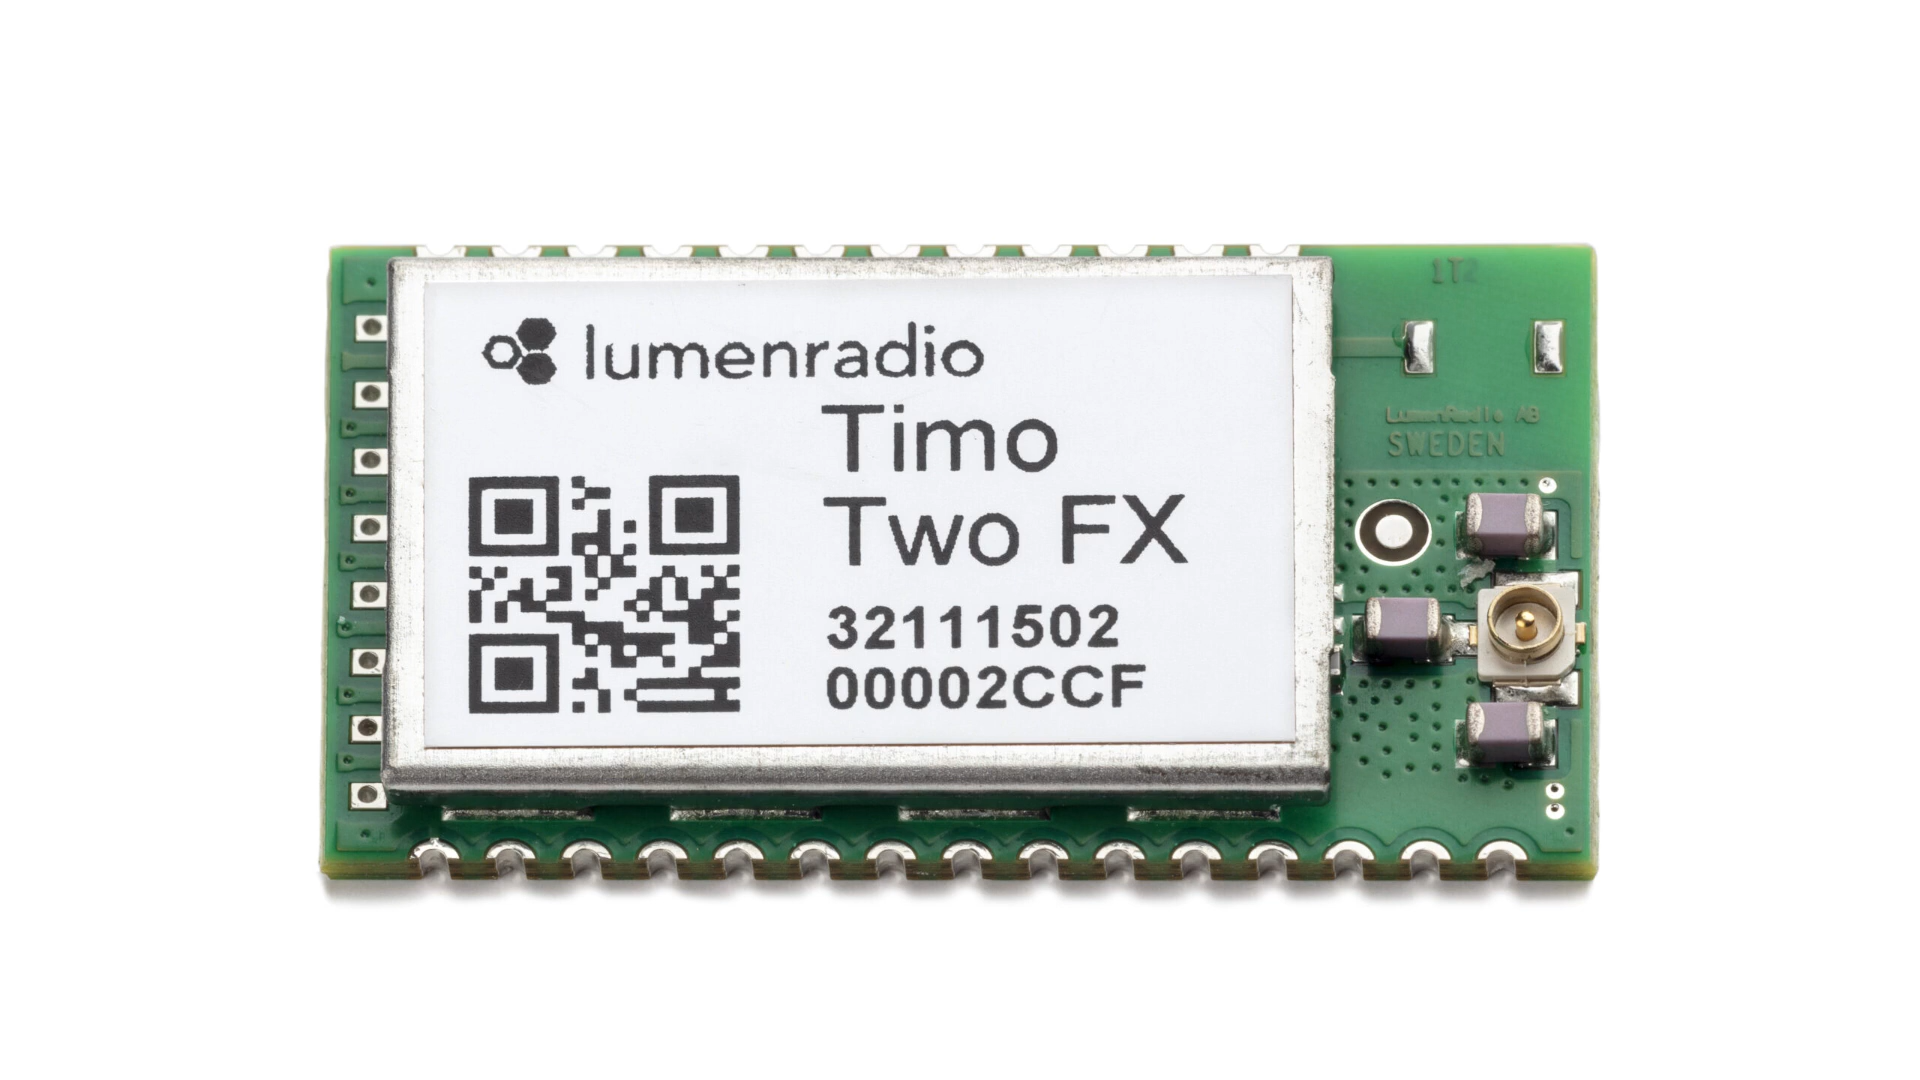 lumenradio
Timo
Two FX
32111502
00002CCF
LumenRadio AB
SWEDEN